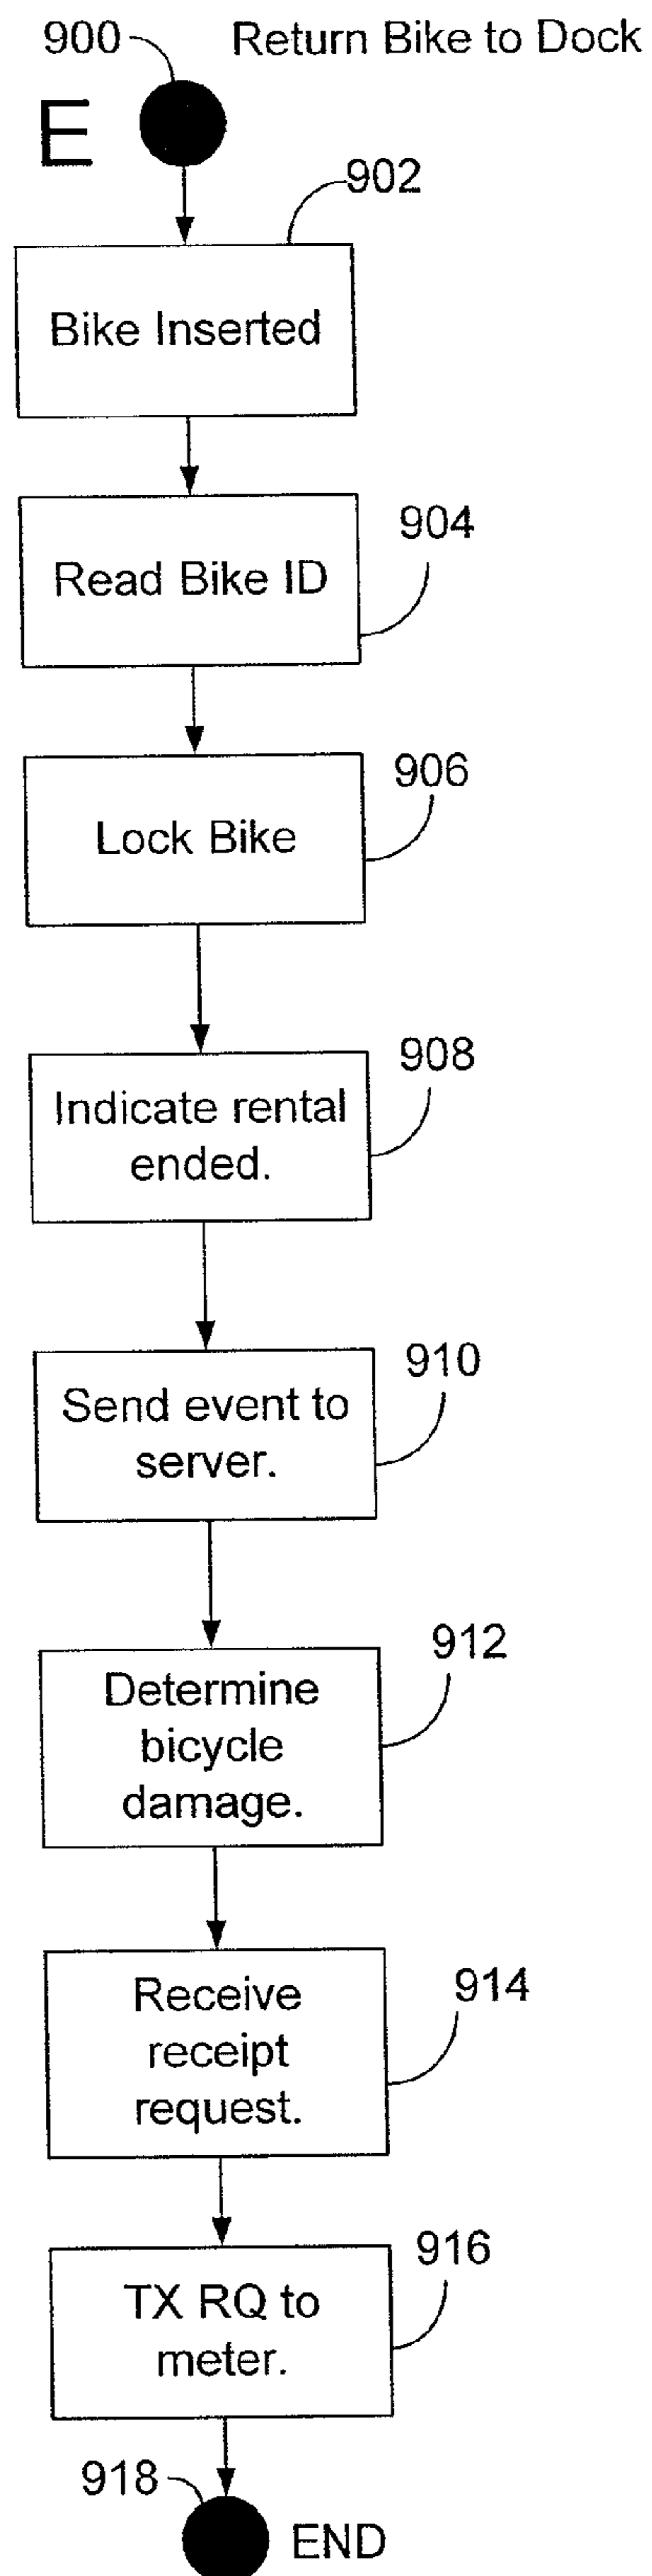 900
Return Bike to Dock
E
902
Bike Inserted
904
Read Bike ID
906
Lock Bike
908
Indicate rental
ended.
910
Send event to
server.
912
Determine
bicycle
damage.
914
Receive
receipt
request.
916
TX RQ to
meter.
918
END